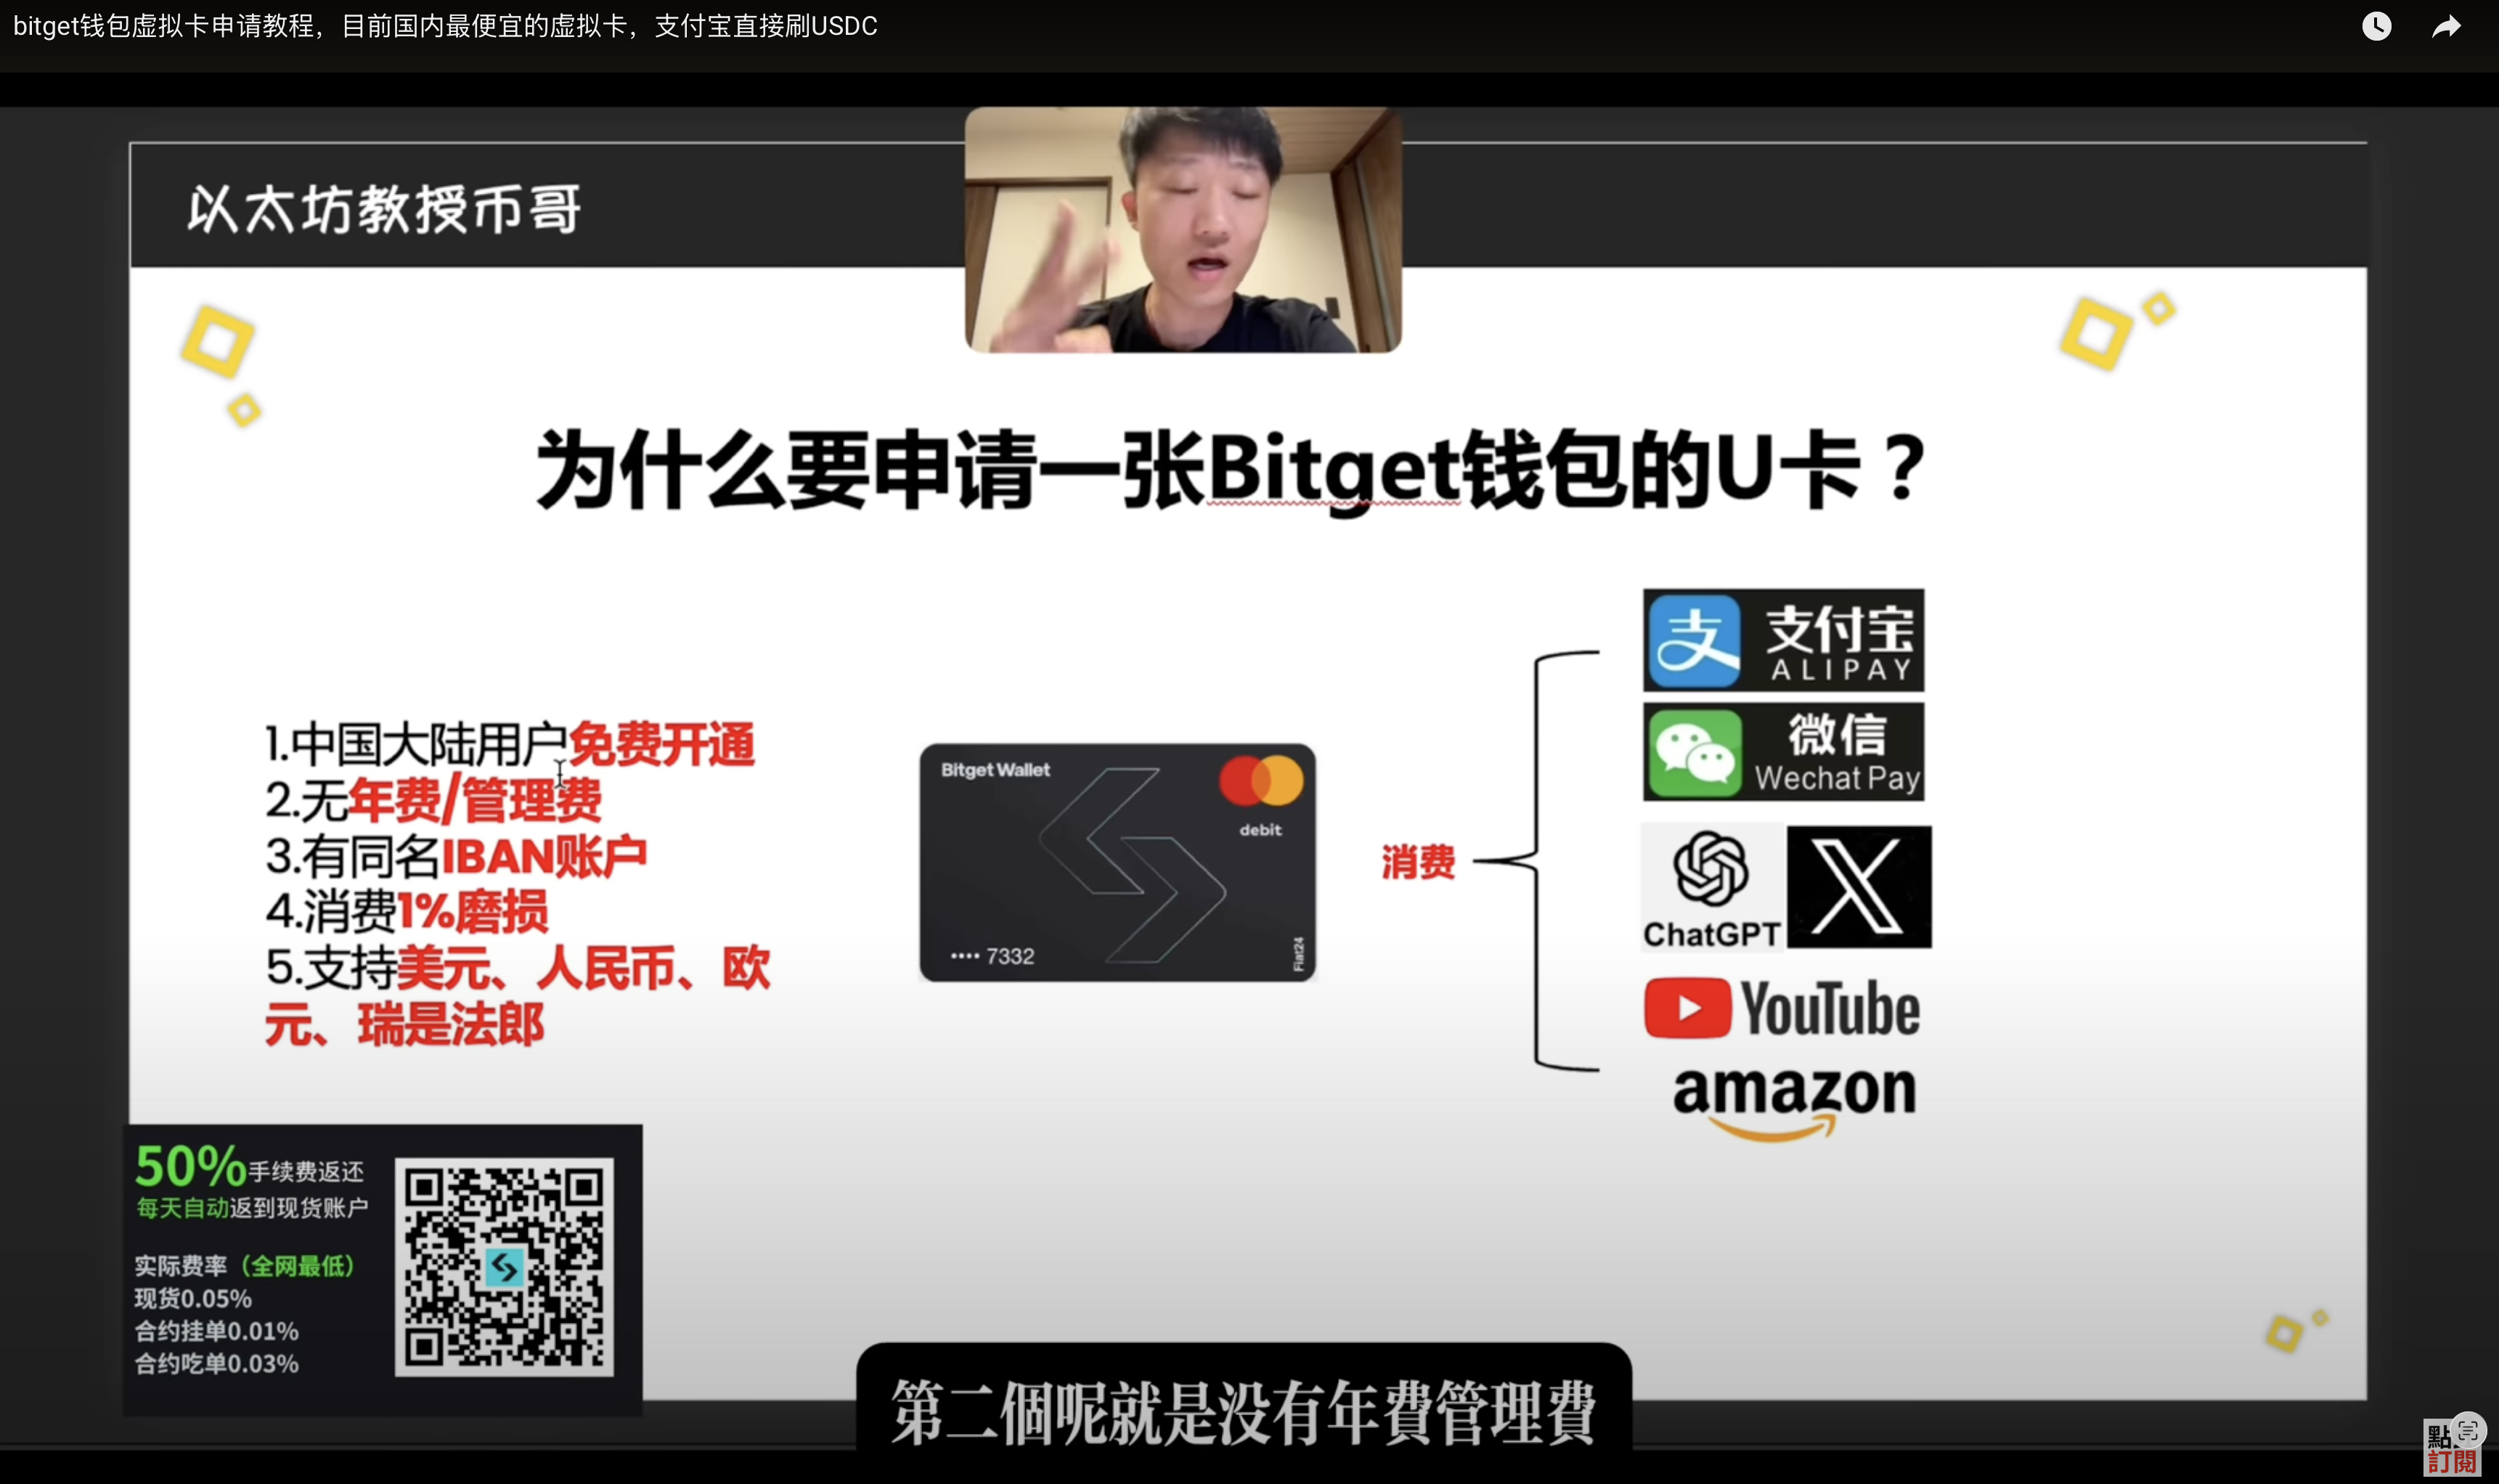 bitget钱包虚拟卡申请教程，目前国内最便宜的虚拟卡，支付宝直接刷USDC
以太坊教授币哥
为什么要申请一张Bitget钱包的U卡？
1.中国大陆用户免费开通
2.无年费/管理费
3.有同名IBAN账户
4.消费1%磨损
5.支持美元、人民币、欧
元、瑞是法郎
Bitget Wallet
debit
•••• 7332
Fiat24
消费
支付宝
ALIPAY
微信
Wechat Pay
ChatGPT
YouTube
amazon
50%手续费返还
每天自动返到现货账户
实际费率（全网最低）
现货0.05%
合约挂单0.01%
合约吃单0.03%
第二個呢就是没有年費管理費
點
訂閱